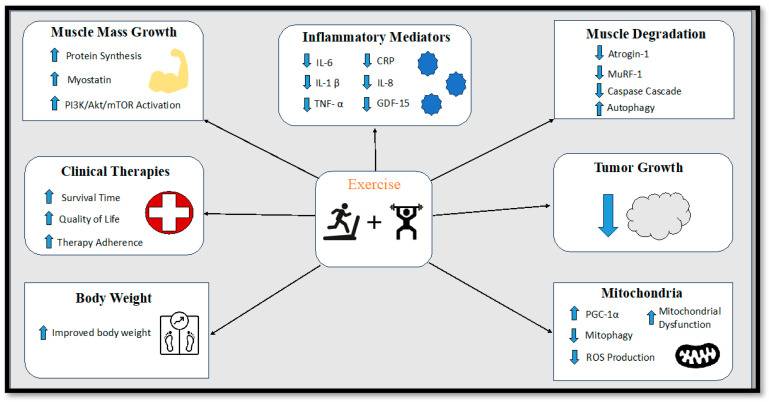 Muscle Mass Growth
Protein Synthesis
Myostatin
PI3K/Akt/mTOR Activation
Inflammatory Mediators
IL-6
CRP
IL-1 β
IL-8
TNF- α
GDF-15
Muscle Degradation
Atrogin-1
MuRF-1
Caspase Cascade
Autophagy
Clinical Therapies
Survival Time
Quality of Life
Therapy Adherence
Exercise
+
Tumor Growth
Body Weight
Improved body weight
Mitochondria
PGC-1α
Mitochondrial
Dysfunction
Mitophagy
ROS Production